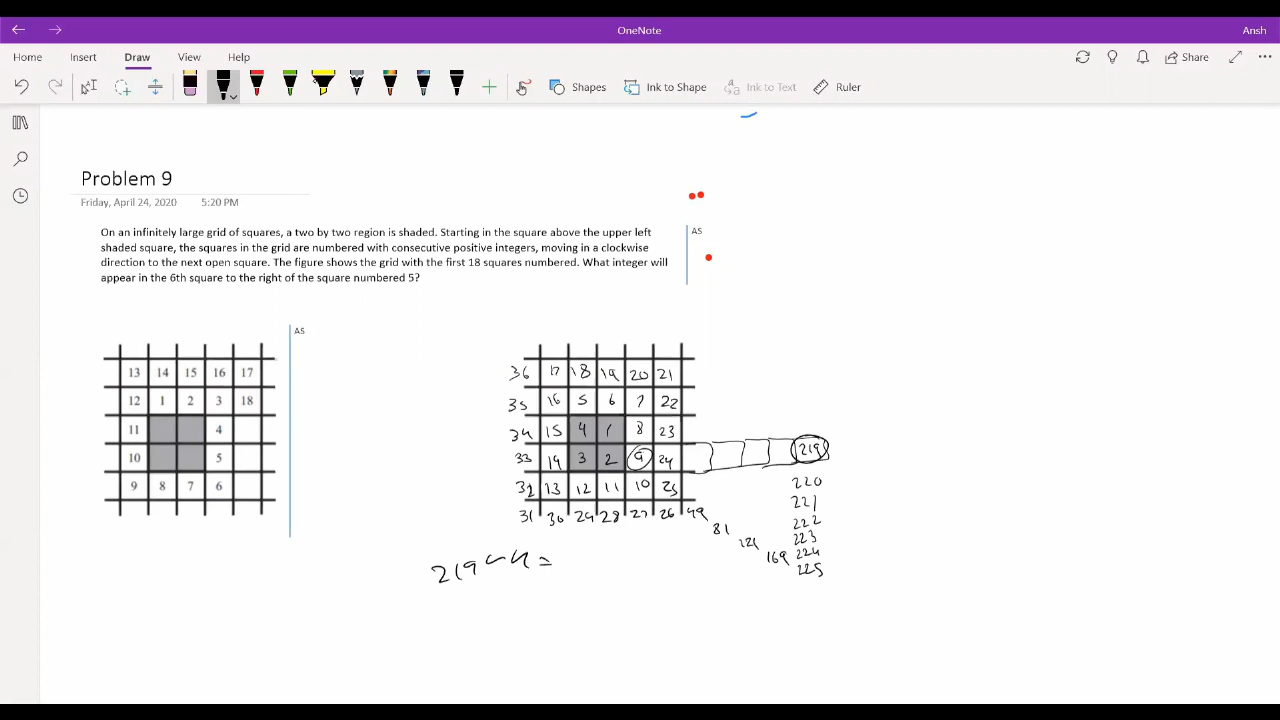 OneNote
Ansh
Home Insert Draw View Help
Share
Shapes Ink to Shape Ink to Text Ruler
Problem 9
Friday, April 24, 2020 5:20 PM
On an infinitely large grid of squares, a two by two region is shaded. Starting in the square above the upper left
shaded square, the squares in the grid are numbered with consecutive positive integers, moving in a clockwise
direction to the next open square. The figure shows the grid with the first 18 squares numbered. What integer will
appear in the 6th square to the right of the square numbered 5?
AS
AS
13 14 15 16 17
12 1 2 3 18
11 4
10 5
9 8 7 6
36 17 18 19 20 21
35 16 5 6 7 22
34 15 4 1 8 23
33 14 3 2 9 24 219
32 13 12 11 10 25
31 30 29 28 27 26 49
81
121
169
220
221
222
223
224
225
219 - 4 =